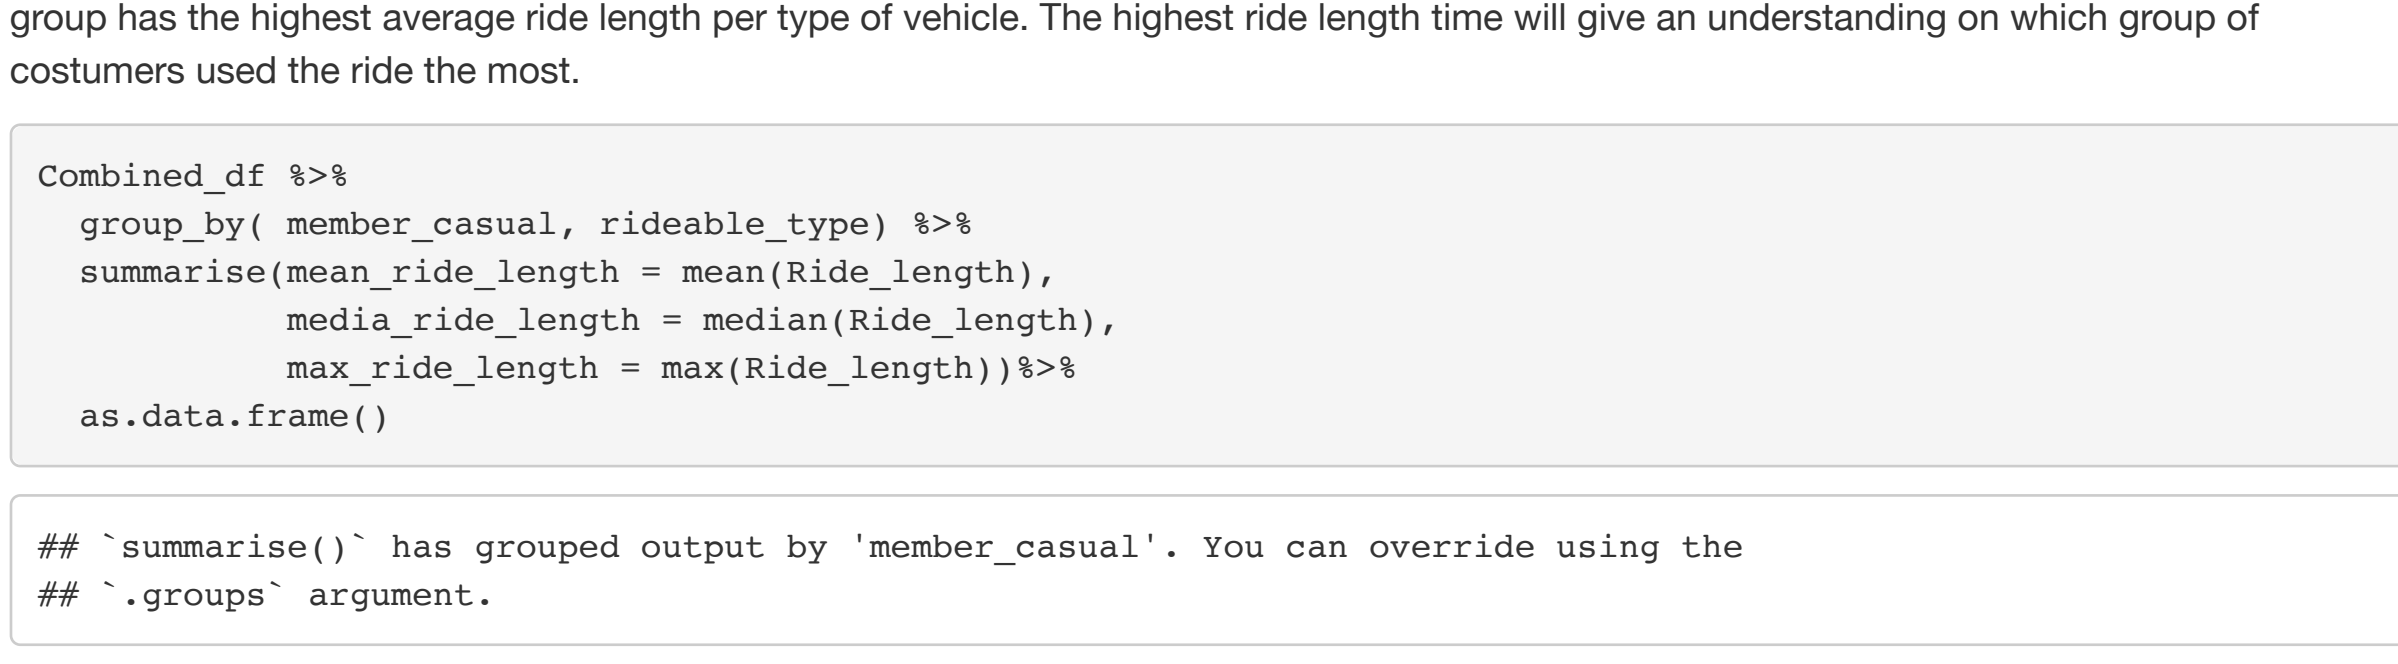 group has the highest average ride length per type of vehicle. The highest ride length time will give an understanding on which group of
costumers used the ride the most.
Combined_df %>%
  group_by( member_casual, rideable_type) %>%
  summarise(mean_ride_length = mean(Ride_length),
            media_ride_length = median(Ride_length),
            max_ride_length = max(Ride_length))%>%
  as.data.frame()
## `summarise()` has grouped output by 'member_casual'. You can override using the
## `.groups` argument.